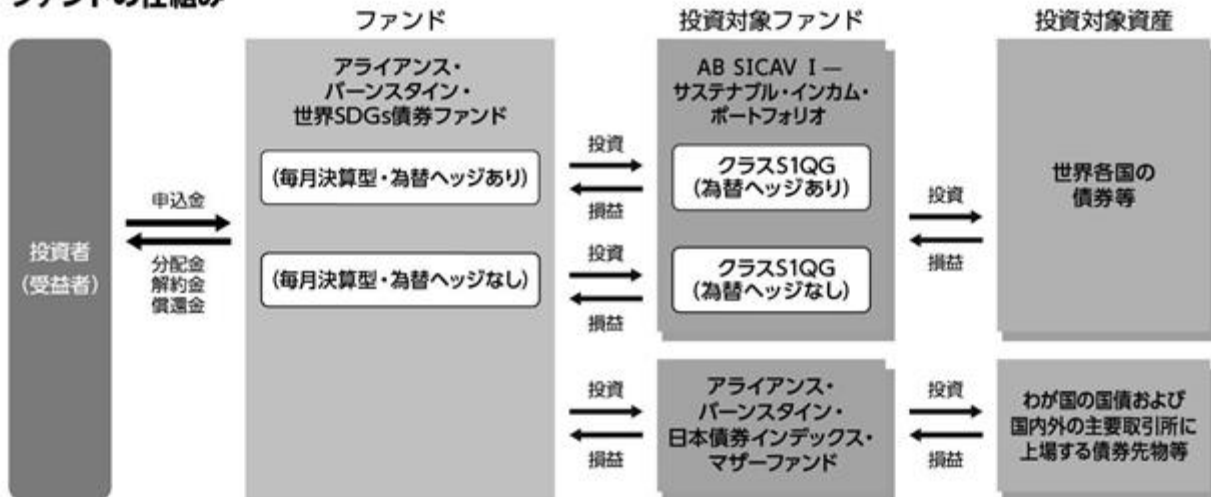 ファンドの仕組み
ファンド
投資対象ファンド
投資対象資産
投資者
(受益者)
申込金
分配金
解約金
償還金
アライアンス・
バーンスタイン・
世界SDGs債券ファンド
(毎月決算型・為替ヘッジあり)
(毎月決算型・為替ヘッジなし)
投資
損益
投資
損益
投資
損益
AB SICAV I —
サステナブル・インカム・
ポートフォリオ
クラスS1QG
(為替ヘッジあり)
クラスS1QG
(為替ヘッジなし)
アライアンス・
バーンスタイン・
日本債券インデックス・
マザーファンド
投資
損益
投資
損益
世界各国の
債券等
わが国の国債および
国内外の主要取引所に
上場する債券先物等